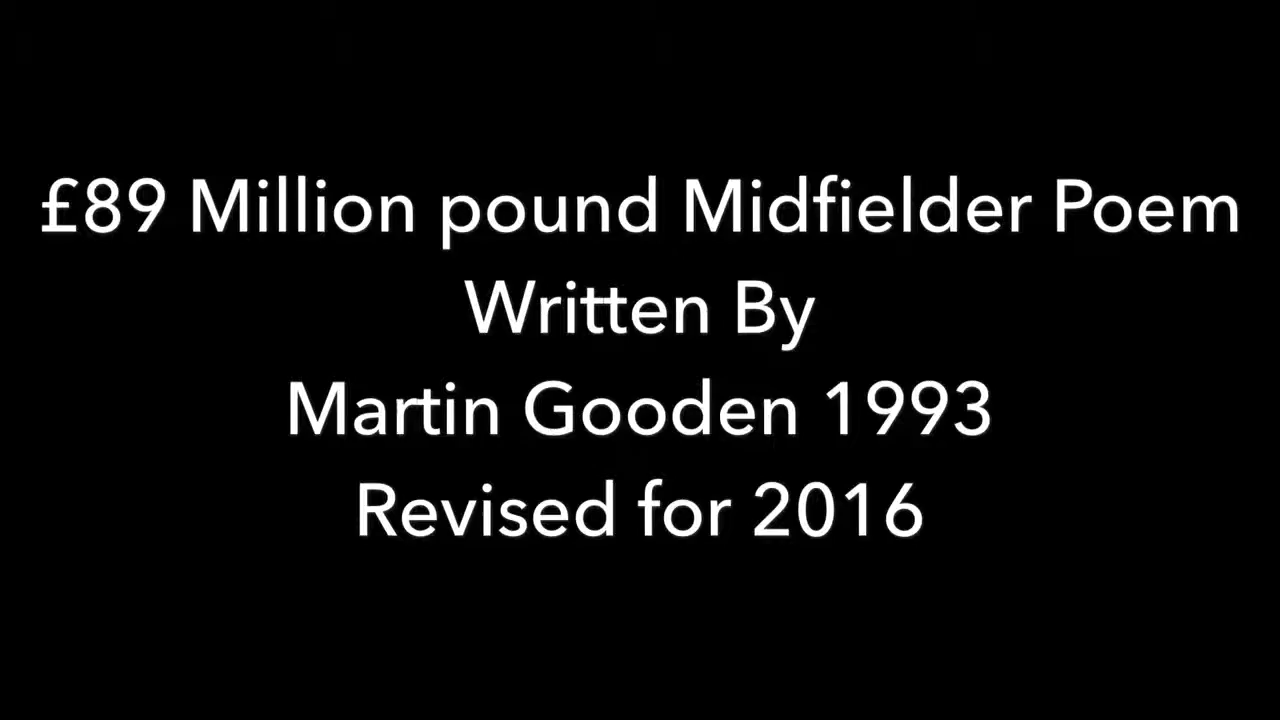 £89 Million pound Midfielder Poem
Written By
Martin Gooden 1993
Revised for 2016